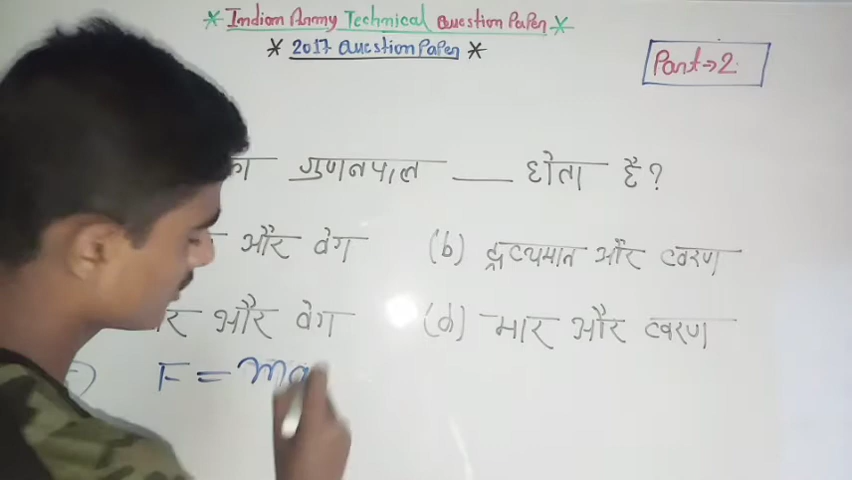 Indian Army Technical Question Paper
2017 Question Paper
Part→2
का गुणनपाल ___ होता है?
और वेग (b) द्रव्यमान और त्वरण
और वेग (d) मार और त्वरण
F = ma